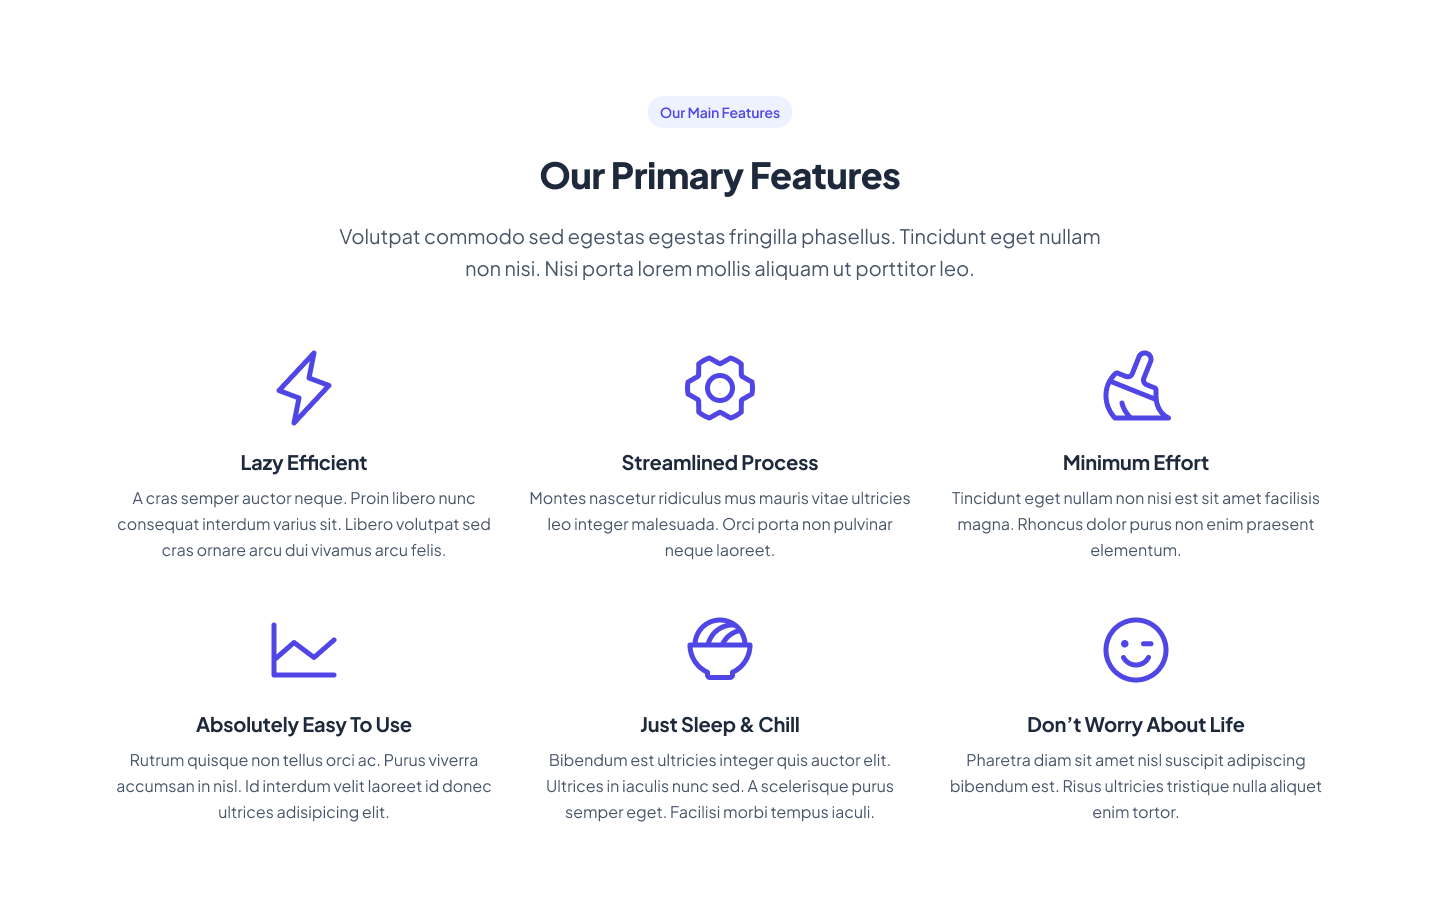 Our Main Features
Our Primary Features
Volutpat commodo sed egestas egestas fringilla phasellus. Tincidunt eget nullam
non nisi. Nisi porta lorem mollis aliquam ut porttitor leo.
Lazy Efficient
A cras semper auctor neque. Proin libero nunc
consequat interdum varius sit. Libero volutpat sed
cras ornare arcu dui vivamus arcu felis.
Streamlined Process
Montes nascetur ridiculus mus mauris vitae ultricies
leo integer malesuada. Orci porta non pulvinar
neque laoreet.
Minimum Effort
Tincidunt eget nullam non nisi est sit amet facilisis
magna. Rhoncus dolor purus non enim praesent
elementum.
Absolutely Easy To Use
Rutrum quisque non tellus orci ac. Purus viverra
accumsan in nisl. Id interdum velit laoreet id donec
ultrices adisipicing elit.
Just Sleep & Chill
Bibendum est ultricies integer quis auctor elit.
Ultrices in iaculis nunc sed. A scelerisque purus
semper eget. Facilisi morbi tempus iaculi.
Don’t Worry About Life
Pharetra diam sit amet nisl suscipit adipiscing
bibendum est. Risus ultricies tristique nulla aliquet
enim tortor.